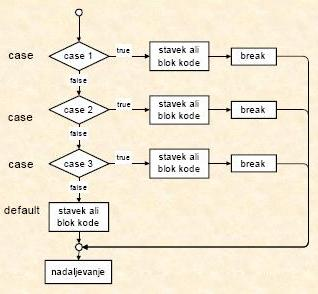 true
case
case 1
stavek ali
blok kode
break
false
true
case
case 2
stavek ali
blok kode
break
false
true
case
case 3
stavek ali
blok kode
break
false
default
stavek ali
blok kode
nadaljevanje